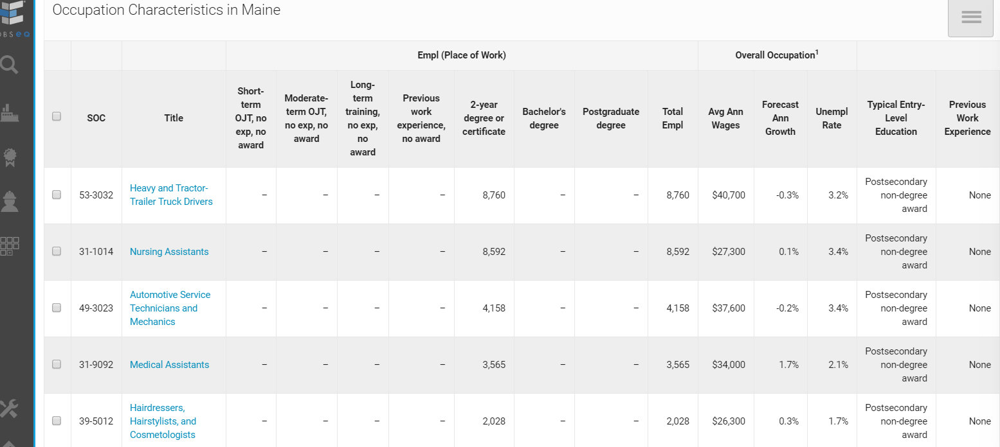 Occupation Characteristics in Maine
OBS EQ
Empl (Place of Work)
Overall Occupation1
SOC
Title
Short-
term
OJT, no
exp, no
award
Moderate-
term OJT,
no exp, no
award
Long-
term
training,
no exp,
no
award
Previous
work
experience,
no award
2-year
degree or
certificate
Bachelor's
degree
Postgraduate
degree
Total
Empl
Avg Ann
Wages
Forecast
Ann
Growth
Unempl
Rate
Typical Entry-
Level
Education
Previous
Work
Experience
53-3032
Heavy and Tractor-
Trailer Truck Drivers
– – – – 8,760 – – 8,760 $40,700 -0.3% 3.2%
Postsecondary
non-degree
award
None
31-1014
Nursing Assistants
– – – – 8,592 – – 8,592 $27,300 0.1% 3.4%
Postsecondary
non-degree
award
None
49-3023
Automotive Service
Technicians and
Mechanics
– – – – 4,158 – – 4,158 $37,600 -0.2% 3.4%
Postsecondary
non-degree
award
None
31-9092
Medical Assistants
– – – – 3,565 – – 3,565 $34,000 1.7% 2.1%
Postsecondary
non-degree
award
None
39-5012
Hairdressers,
Hairstylists, and
Cosmetologists
– – – – 2,028 – – 2,028 $26,300 0.3% 1.7%
Postsecondary
non-degree
award
None